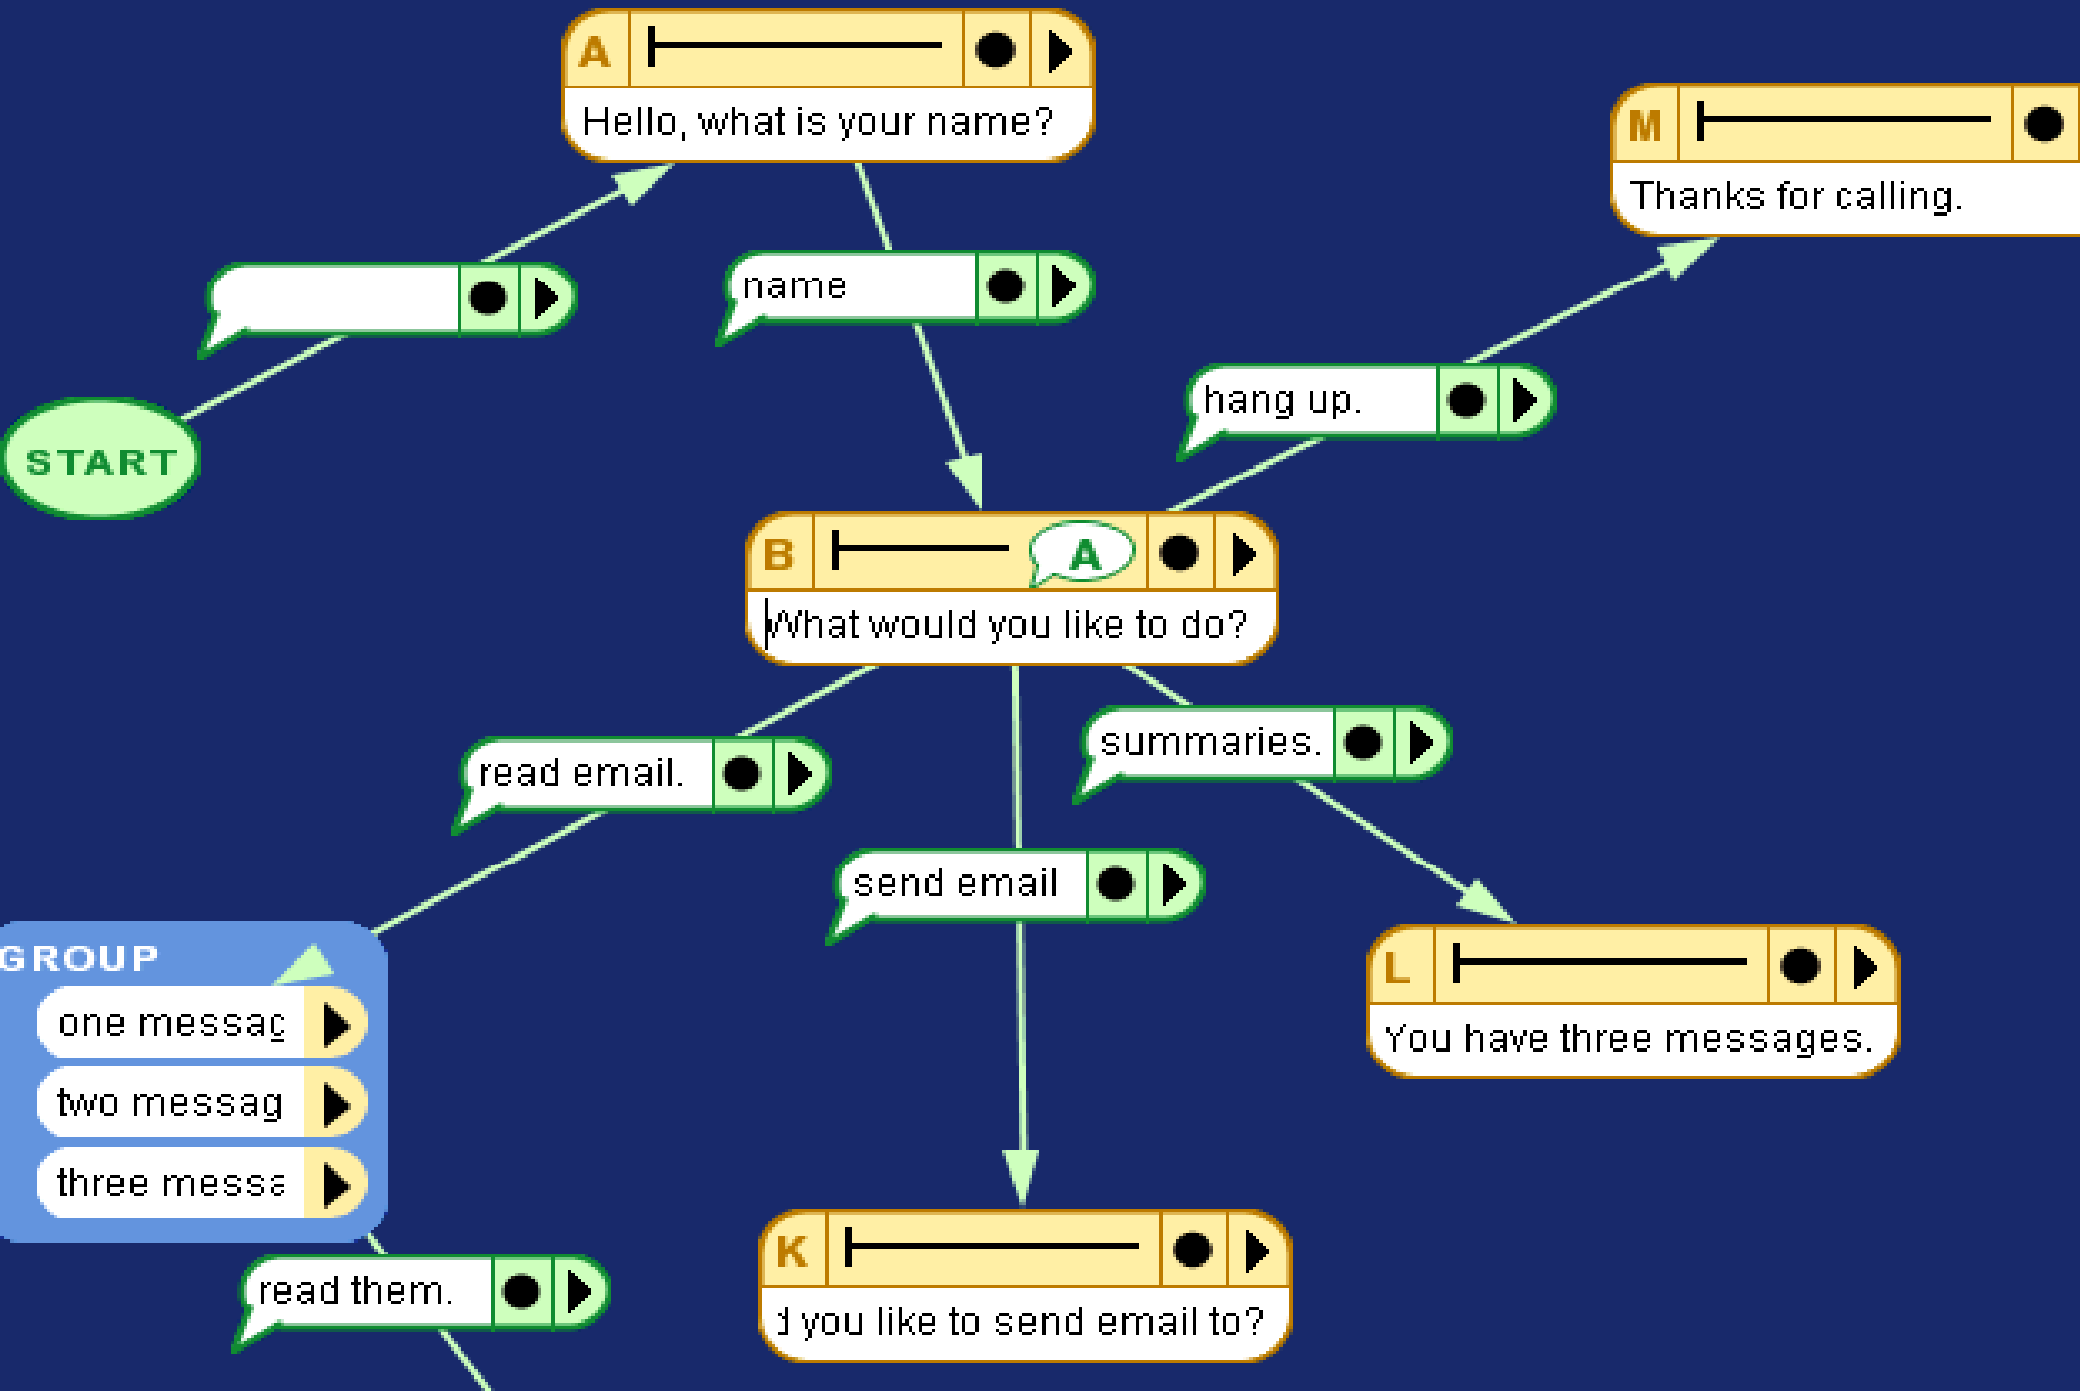 A
Hello, what is your name?
M
Thanks for calling.
name
hang up.
START
B
A
What would you like to do?
read email.
summaries.
send email
GROUP
one messag
two messag
three messa
L
You have three messages.
read them.
K
you like to send email to?